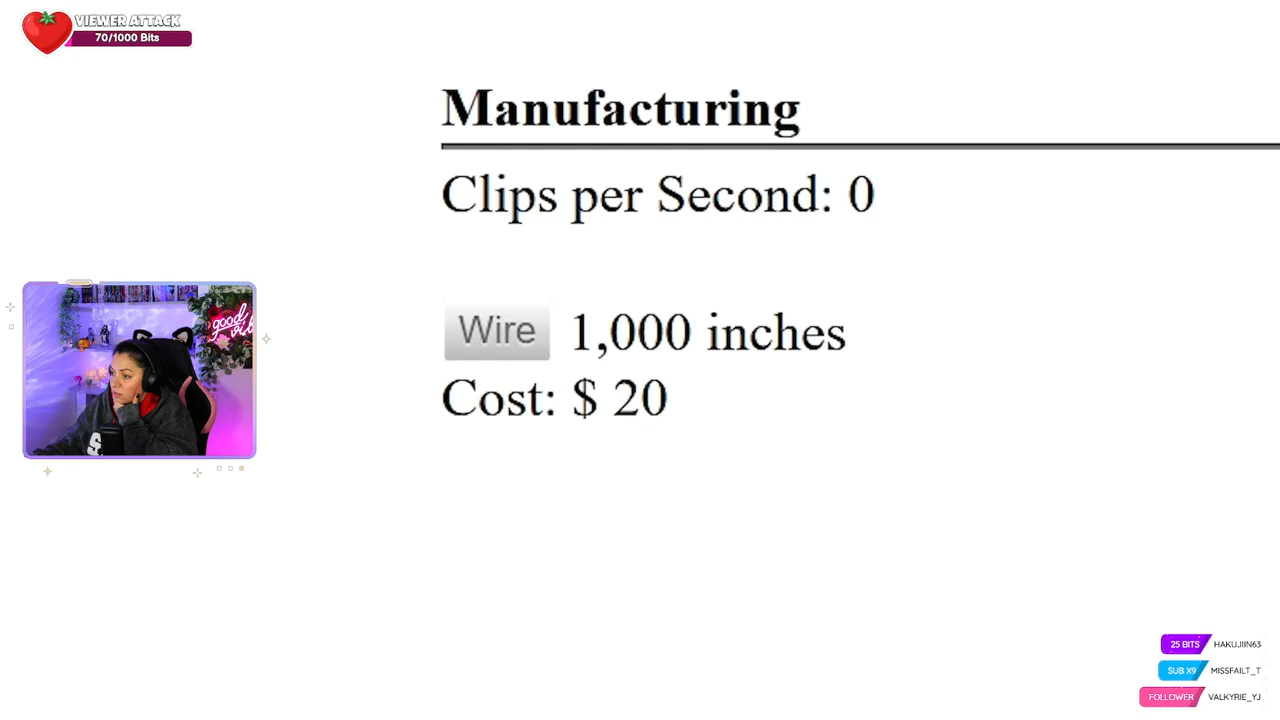 VIEWER ATTACK
70/1000 Bits
Manufacturing
Clips per Second: 0
Wire 1,000 inches
Cost: $ 20
good
25 BITS HAKUJIIN63
SUB X9 MISSFAILT_T
FOLLOWER VALKYRIE_YJ